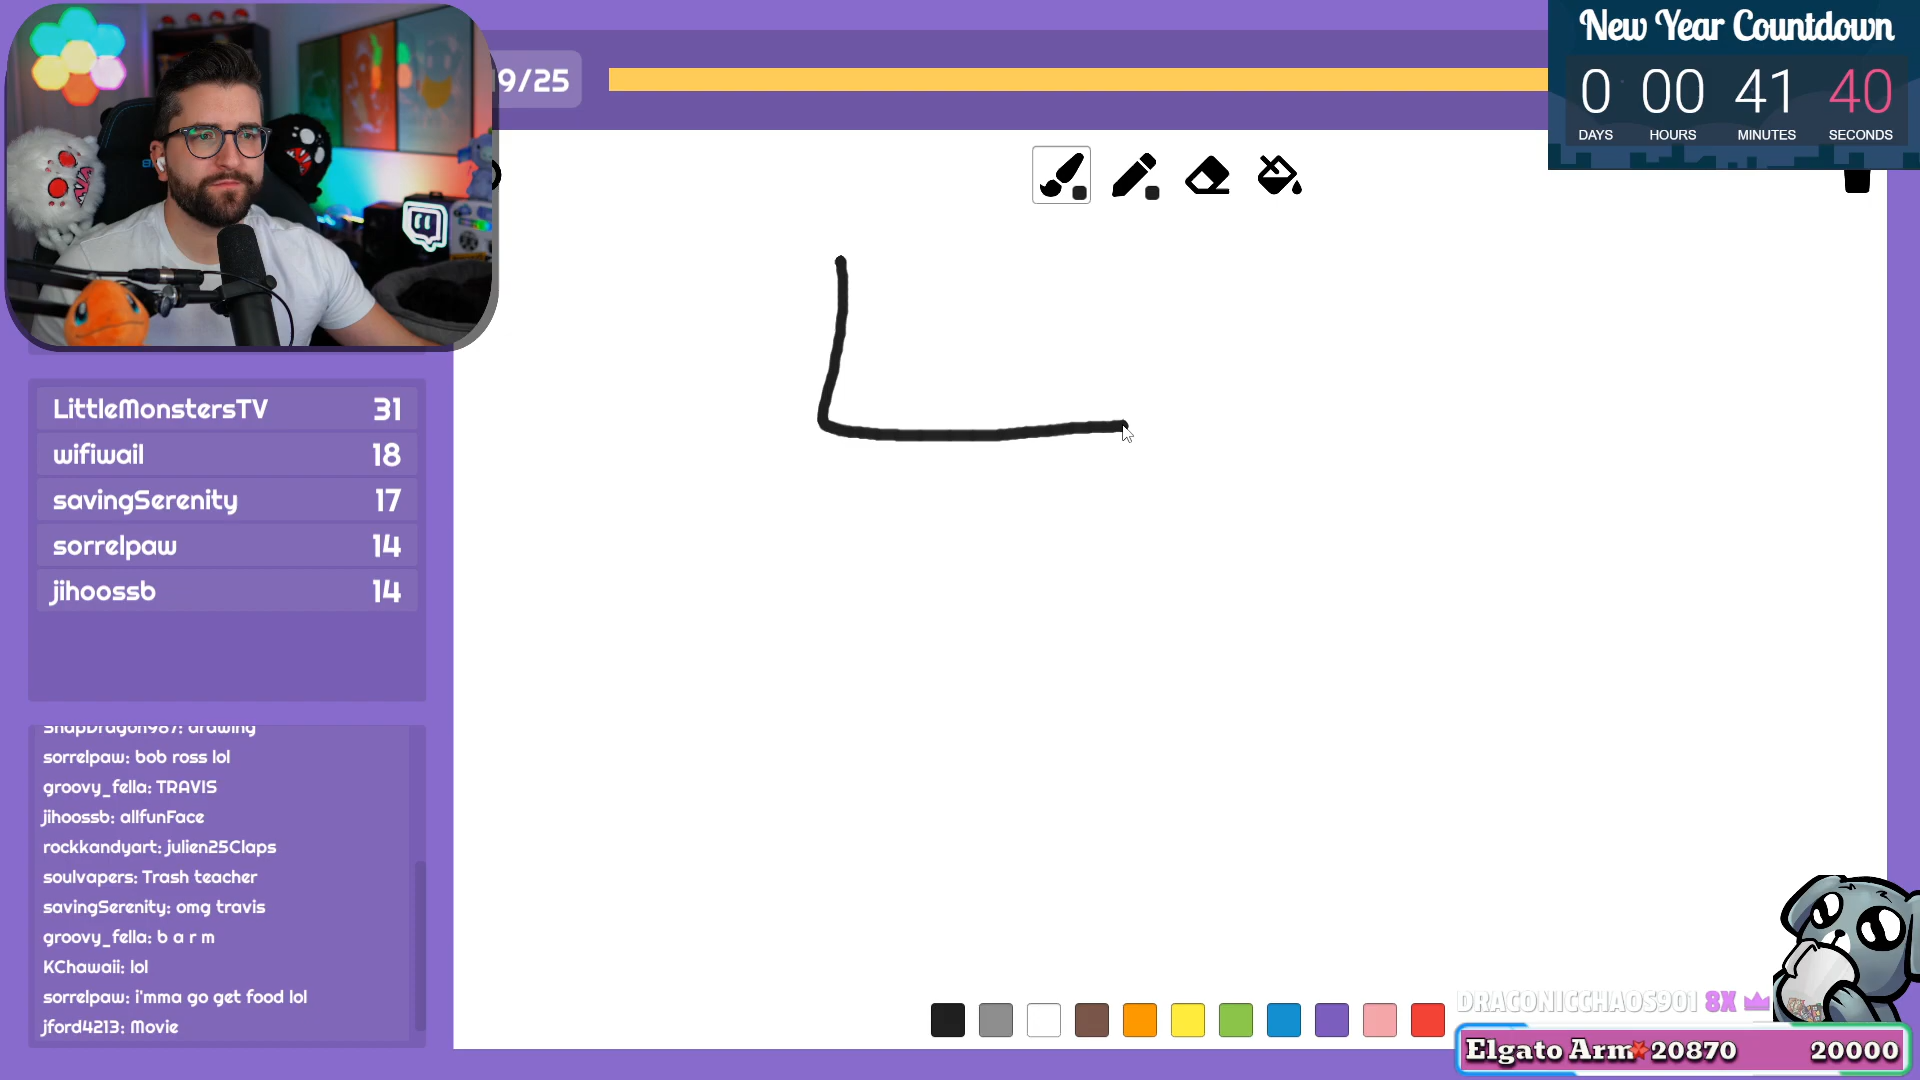 9/25
New Year Countdown
0 00 41 40
DAYS HOURS MINUTES SECONDS
LittleMonstersTV 31
wifiwail 18
savingSerenity 17
sorrelpaw 14
jihoossb 14
SnapDragon987: drawing
sorrelpaw: bob ross lol
groovy_fella: TRAVIS
jihoossb: allfunFace
rockkandyart: julien25Claps
soulvapers: Trash teacher
savingSerenity: omg travis
groovy_fella: b a r m
KChawaii: lol
sorrelpaw: i'mma go get food lol
jford4213: Movie
DRACONICCHAOS901 8X
Elgato Arm 20870 20000